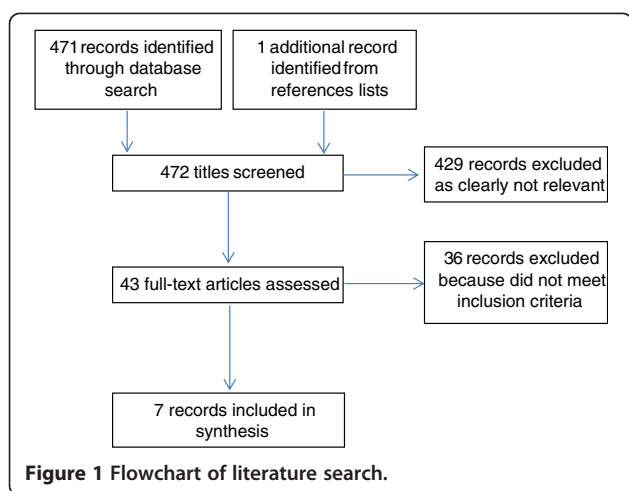 471 records identified
through database
search
1 additional record
identified from
references lists
472 titles screened
429 records excluded
as clearly not relevant
43 full-text articles assessed
36 records excluded
because did not meet
inclusion criteria
7 records included in
synthesis
Figure 1 Flowchart of literature search.